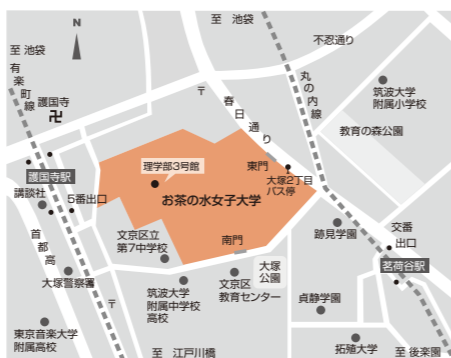 至 池袋
至 池袋
N
不忍通り
有楽町線
護国寺
卍
〒
春日通り
丸の内線
筑波大学
附属小学校
教育の森公園
護国寺駅
講談社
5番出口
理学部3号館
お茶の水女子大学
東門
大塚2丁目
バス停
首都高
文京区立
第7中学校
南門
大塚
公園
跡見学園
交番
出口
茗荷谷駅
大塚警察署
〒
筑波大学
附属中学校
高校
文京区
教育センター
貞静学園
東京音楽大学
附属高校
至 江戸川橋
拓殖大学
至 後楽園